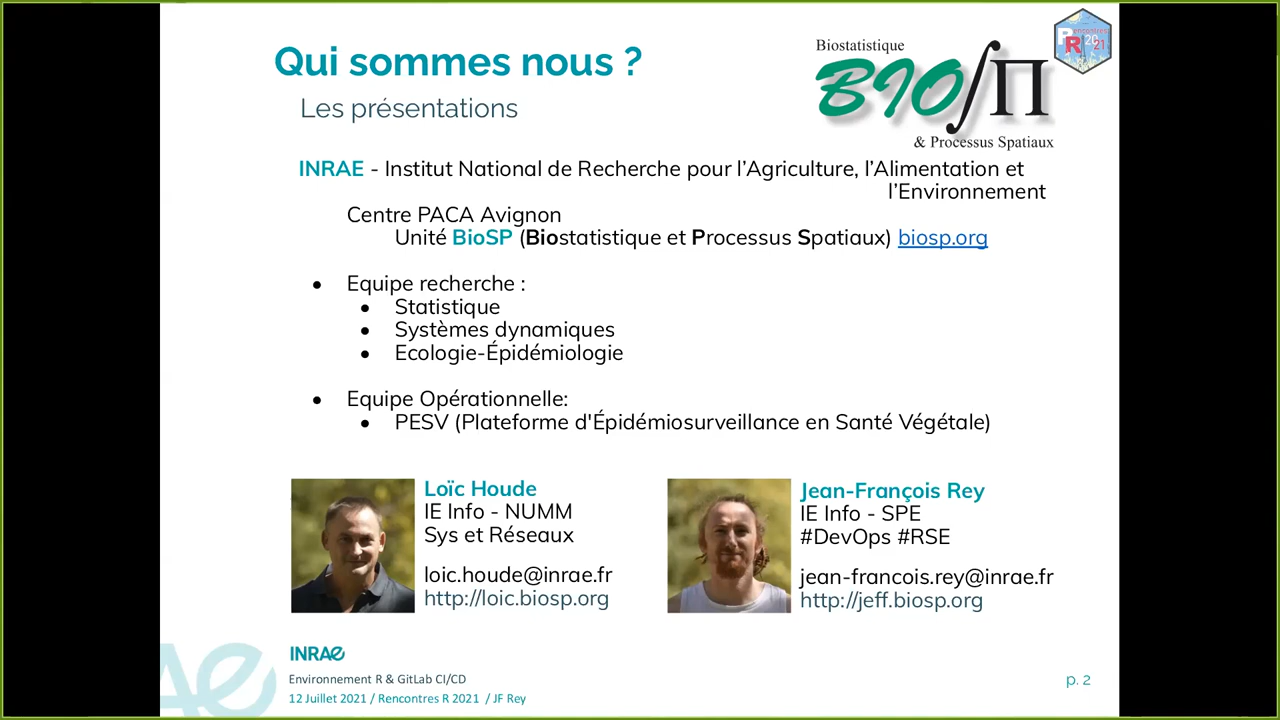 Qui sommes nous ?
Les présentations
Biostatistique
BIO∫Π
& Processus Spatiaux
Rencontres
R 20
R 21
INRAE - Institut National de Recherche pour l’Agriculture, l’Alimentation et
l’Environnement
Centre PACA Avignon
Unité BioSP (Biostatistique et Processus Spatiaux) biosp.org
• Equipe recherche :
• Statistique
• Systèmes dynamiques
• Ecologie-Épidémiologie
• Equipe Opérationnelle:
• PESV (Plateforme d'Épidémiosurveillance en Santé Végétale)
Loïc Houde
IE Info - NUMM
Sys et Réseaux
loic.houde@inrae.fr
http://loic.biosp.org
Jean-François Rey
IE Info - SPE
#DevOps #RSE
jean-francois.rey@inrae.fr
http://jeff.biosp.org
INRAE
Environnement R & GitLab CI/CD
12 Juillet 2021 / Rencontres R 2021 / JF Rey
p. 2